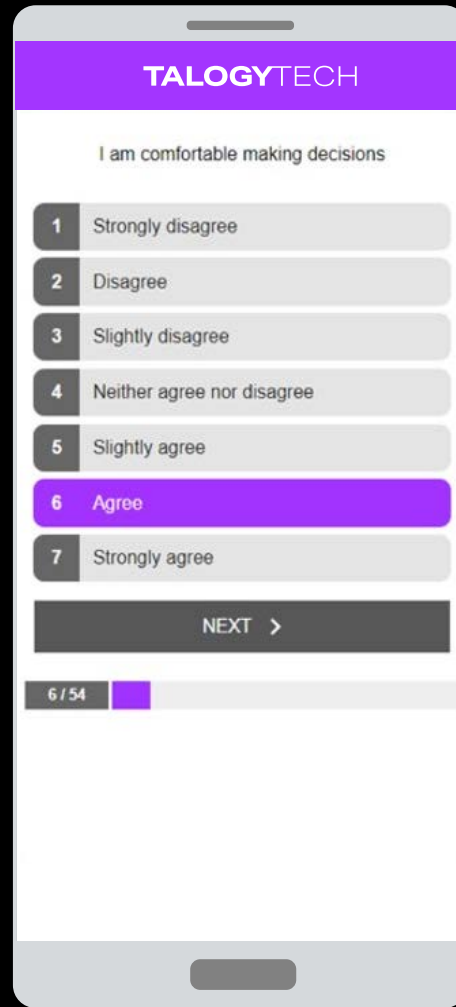 TALOGYTECH
I am comfortable making decisions
1 Strongly disagree
2 Disagree
3 Slightly disagree
4 Neither agree nor disagree
5 Slightly agree
6 Agree
7 Strongly agree
NEXT
6 / 54